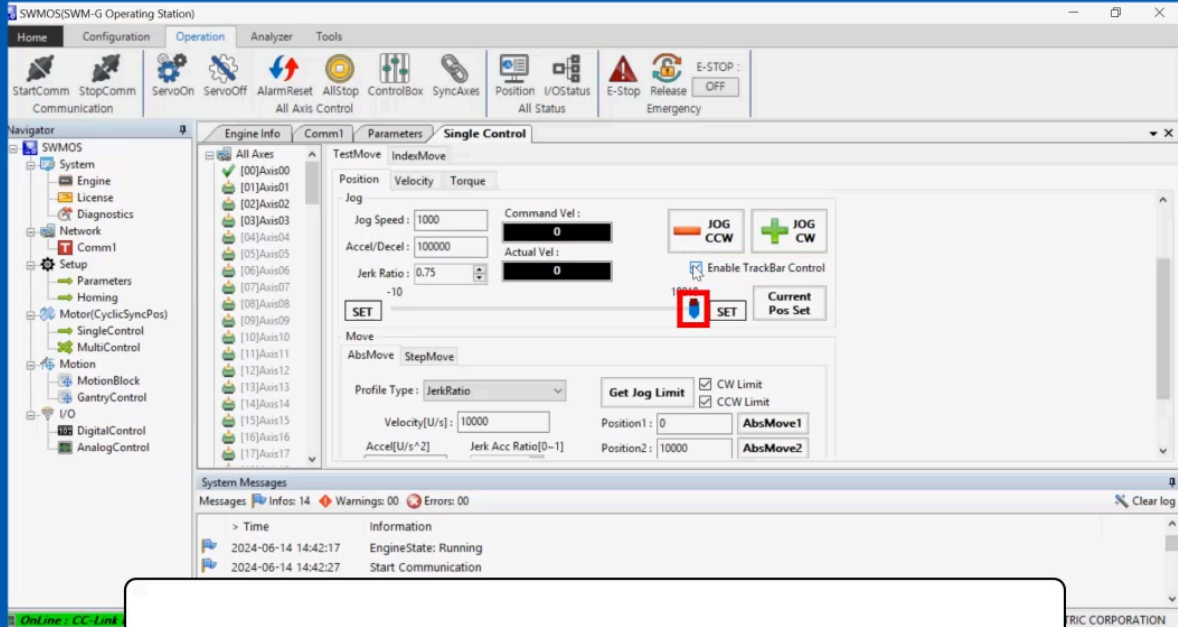 SWMOS(SWM-G Operating Station)
Home Configuration Operation Analyzer Tools
StartComm StopComm ServoOn ServoOff AlarmReset AllStop ControlBox SyncAxes Position I/OStatus E-Stop Release E-STOP : OFF
Communication All Axis Control All Status Emergency
Navigator
SWMOS
System
Engine
License
Diagnostics
Network
Comm1
Setup
Parameters
Homing
Motor(CyclicSyncPos)
SingleControl
MultiControl
Motion
MotionBlock
GantryControl
I/O
DigitalControl
AnalogControl
Engine Info Comm1 Parameters Single Control
All Axes
[00]Axis00
[01]Axis01
[02]Axis02
[03]Axis03
[04]Axis04
[05]Axis05
[06]Axis06
[07]Axis07
[08]Axis08
[09]Axis09
[10]Axis10
[11]Axis11
[12]Axis12
[13]Axis13
[14]Axis14
[15]Axis15
[16]Axis16
[17]Axis17
TestMove IndexMove
Position Velocity Torque
Jog
Jog Speed : 1000
Accel/Decel : 100000
Jerk Ratio : 0.75
Command Vel :
0
Actual Vel :
0
JOG CCW
JOG CW
Enable TrackBar Control
-10
SET
SET
Current Pos Set
Move
AbsMove StepMove
Profile Type : JerkRatio
Velocity[U/s] : 10000
Accel[U/s^2] Jerk Acc Ratio[0~1]
Get Jog Limit
CW Limit
CCW Limit
Position1 : 0 AbsMove1
Position2 : 10000 AbsMove2
System Messages
Messages Infos: 14 Warnings: 00 Errors: 00 Clear log
> Time Information
2024-06-14 14:42:17 EngineState: Running
2024-06-14 14:42:27 Start Communication
OnLine : CC-Link
TRIC CORPORATION